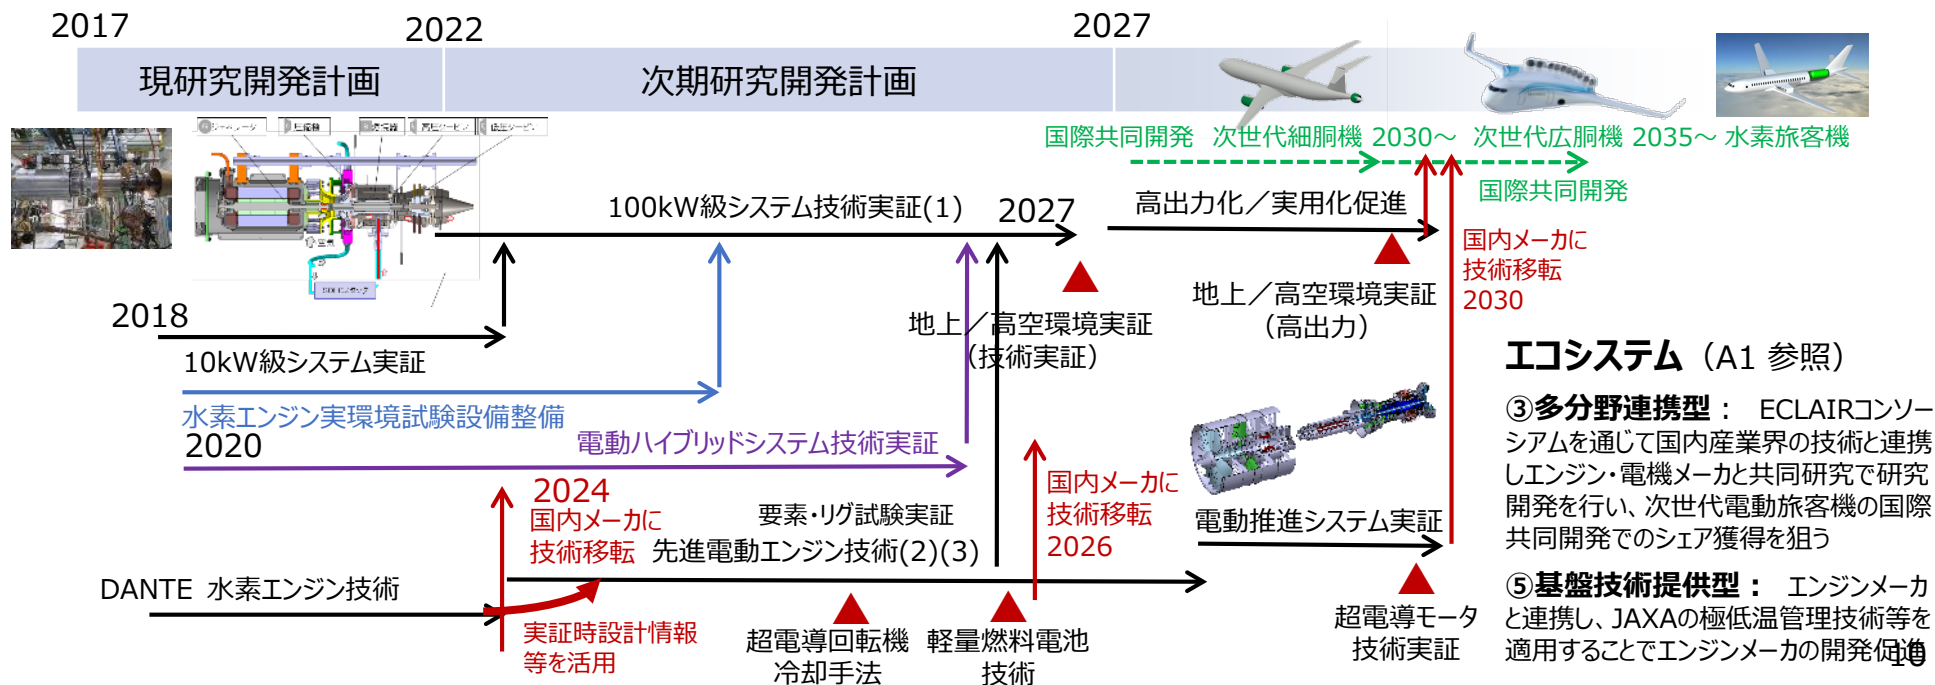 2017
2022
2027
現研究開発計画
次期研究開発計画
国際共同開発 次世代細胴機 2030～ 次世代広胴機 2035～ 水素旅客機
国際共同開発
100kW級システム技術実証(1)
2027
高出力化／実用化促進
国内メーカに
技術移転
2030
地上／高空環境実証
（技術実証）
地上／高空環境実証
（高出力）
2018
10kW級システム実証
水素エンジン実環境試験設備整備
2020
電動ハイブリッドシステム技術実証
2024
国内メーカに
技術移転
要素・リグ試験実証
先進電動エンジン技術(2)(3)
国内メーカに
技術移転
2026
電動推進システム実証
DANTE 水素エンジン技術
実証時設計情報
等を活用
超電導回転機
冷却手法
軽量燃料電池
技術
超電導モータ
技術実証
エコシステム（A1 参照）
③多分野連携型： ECLAIRコンソー
シアムを通じて国内産業界の技術と連携
しエンジン・電機メーカと共同研究で研究
開発を行い、次世代電動旅客機の国際
共同開発でのシェア獲得を狙う
⑤基盤技術提供型： エンジンメーカ
と連携し、JAXAの極低温管理技術等を
適用することでエンジンメーカの開発促進
10